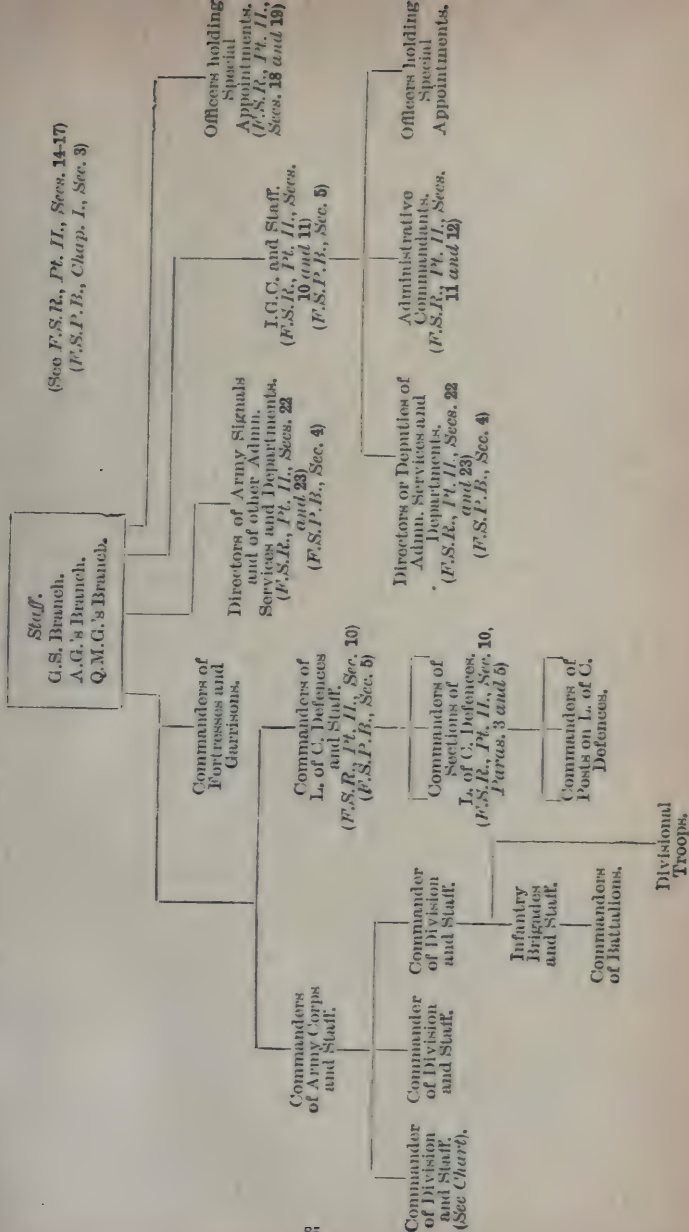 (See F.S.R., Pt. II., Secs. 14-17)
(F.S.P.B., Chap. I., Sec. 3)
Staff.
G.S. Branch.
A.G.'s Branch.
Q.M.G.'s Branch.
Commanders of
Fortresses and
Garrisons.
Directors of Army Signals
and of other Admn.
Services and Departments.
(F.S.R., Pt. II., Secs. 22
and 23)
(F.S.P.B., Sec. 4)
I.G.C. and Staff.
(F.S.R., Pt. II., Secs.
10 and 11)
(F.S.P.B., Sec. 5)
Officers holding
Special
Appointments.
(F.S.R., Pt. II.,
Secs. 18 and 19)
Commanders
of Army Corps
and Staff.
Commanders of
L. of C. Defences
and Staff.
(F.S.R., Pt. II., Sec. 10)
(F.S.P.B., Sec. 5)
Directors or Deputies of
Admn. Services and
Departments.
(F.S.R., Pt. II., Secs. 22
and 23)
(F.S.P.B., Sec. 4)
Administrative
Commandants.
(F.S.R., Pt. II., Secs.
11 and 12)
Officers holding
Special
Appointments.
Commander
of Division
and Staff.
(See Chart).
Commander
of Division
and Staff.
Commander
of Division
and Staff.
Commanders of
Sections of
L. of C. Defences.
(F.S.R., Pt. II., Sec. 10,
Paras. 3 and 5)
Infantry
Brigades
and Staff.
Commanders of
Posts on L. of C.
Defences.
Commanders
of Battalions.
Divisional
Troops.